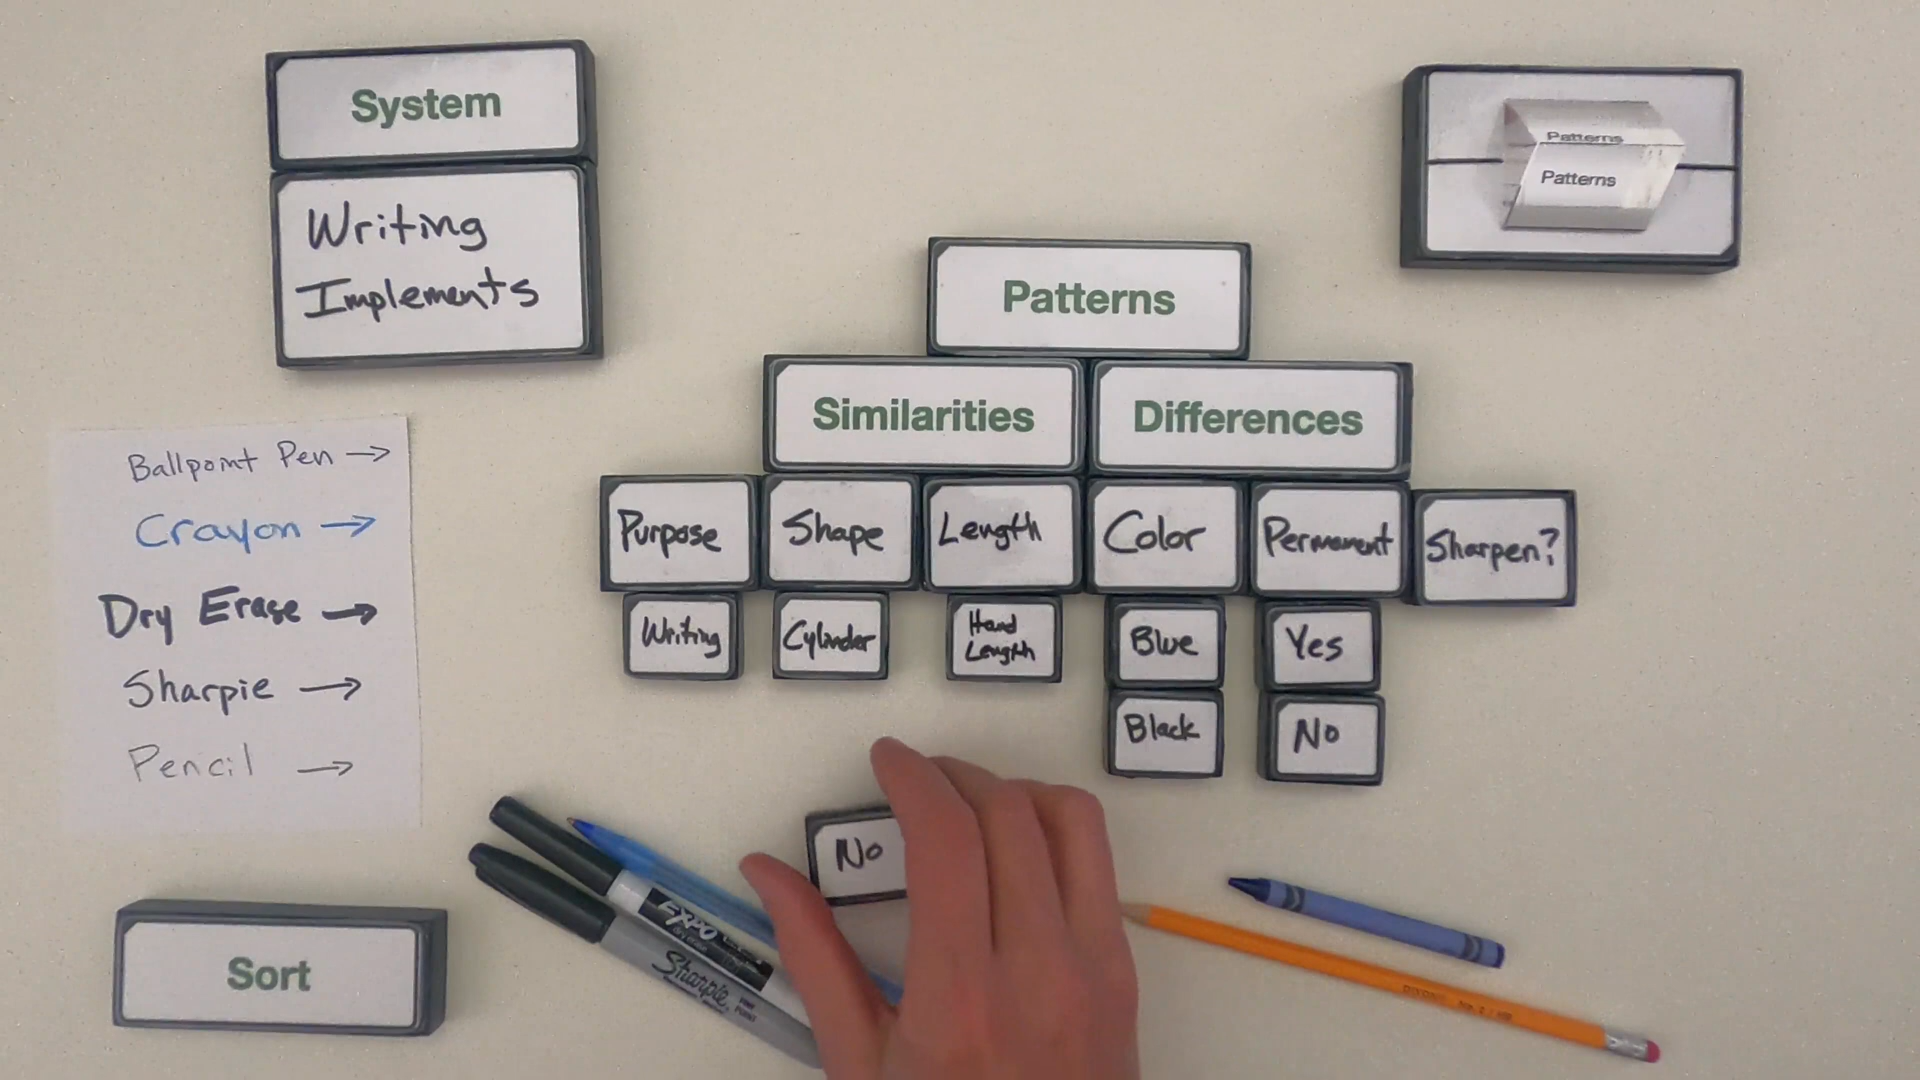 System
Writing
Implements
Patterns
Patterns
Patterns
Similarities
Differences
Purpose
Shape
Length
Color
Permanent
Sharpen?
Writing
Cylinder
Hand
Length
Blue
Yes
Black
No
Ballpoint Pen →
Crayon →
Dry Erase →
Sharpie →
Pencil →
No
EXPO
Sharpie
Sort